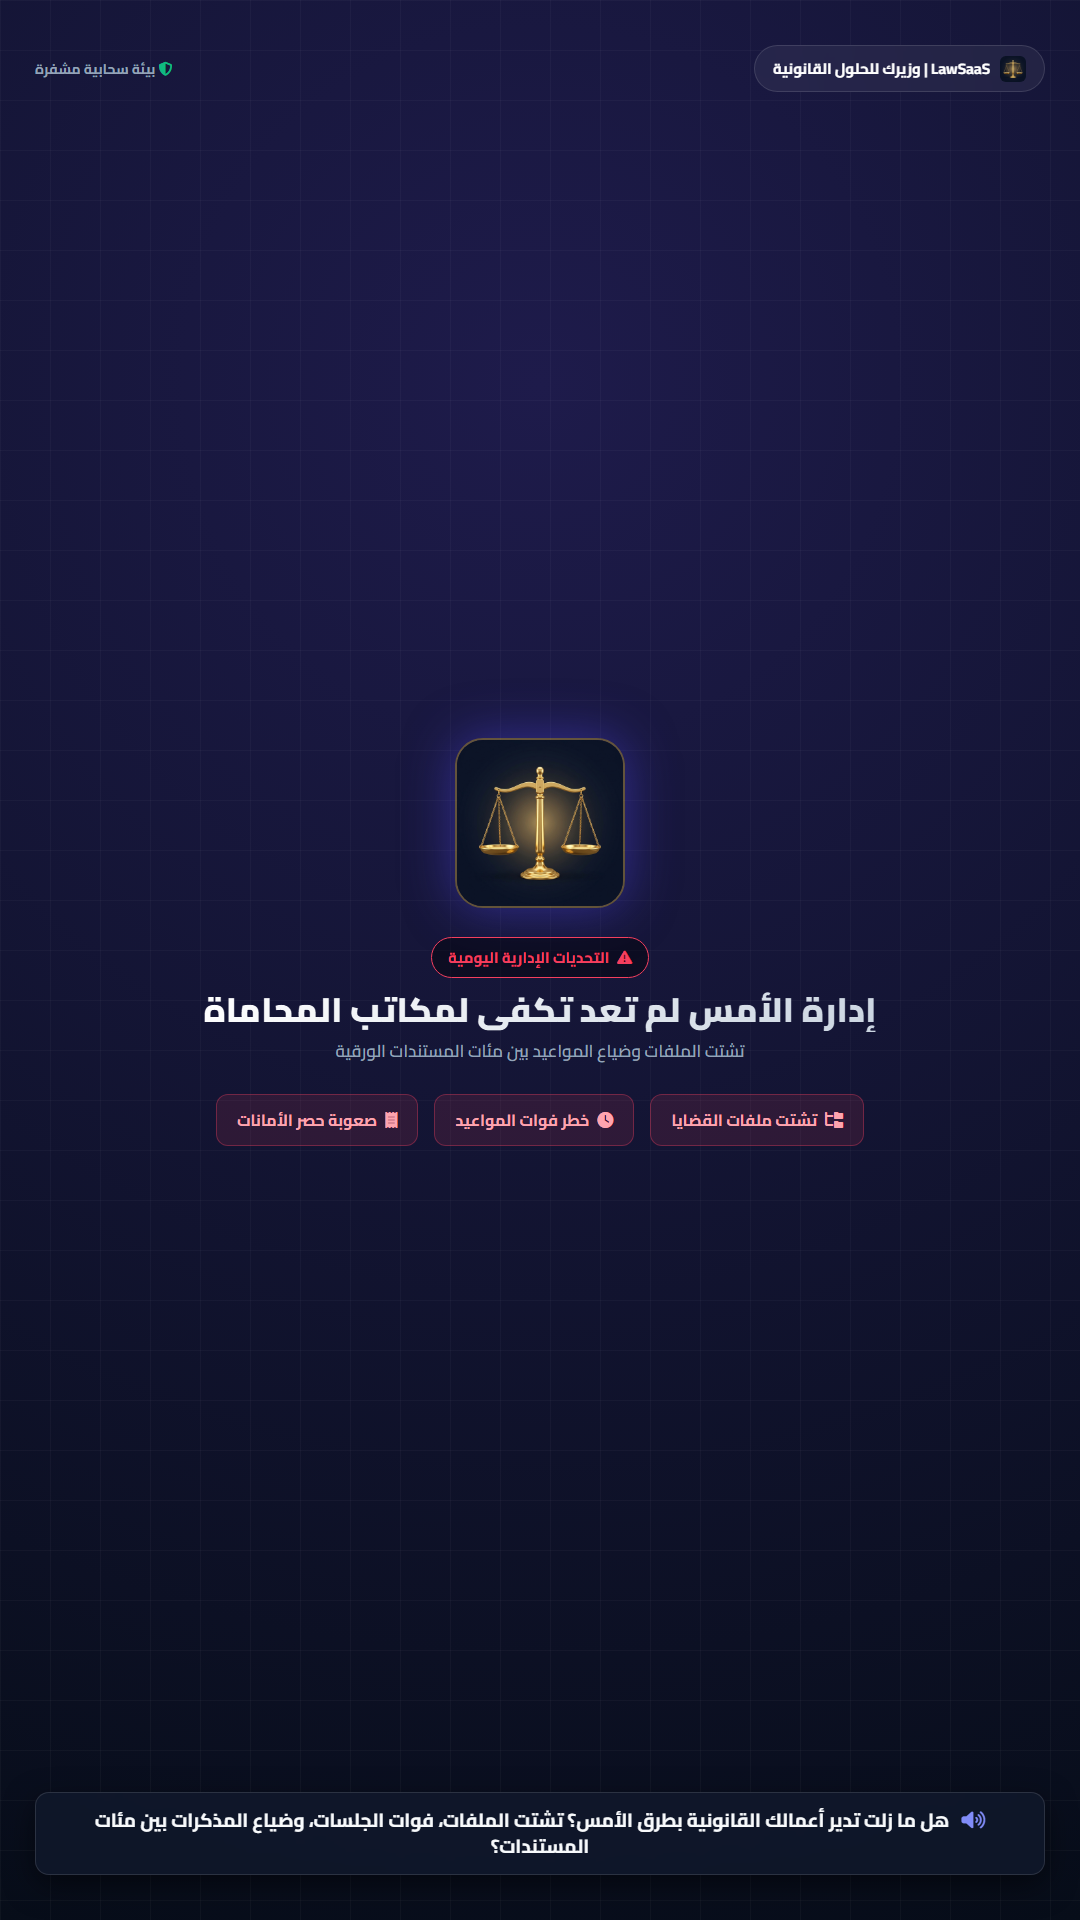 LawSaaS | وزيرك للحلول القانونية
بيئة سحابية مشفرة
التحديات الإدارية اليومية
إدارة الأمس لم تعد تكفى لمكاتب المحاماة
تشتت الملفات وضياع المواعيد بين مئات المستندات الورقية
تشتت ملفات القضايا
خطر فوات المواعيد
صعوبة حصر الأمانات
هل ما زلت تدير أعمالك القانونية بطرق الأمس؟ تشتت الملفات، فوات الجلسات، وضياع المذكرات بين مئات
المستندات؟